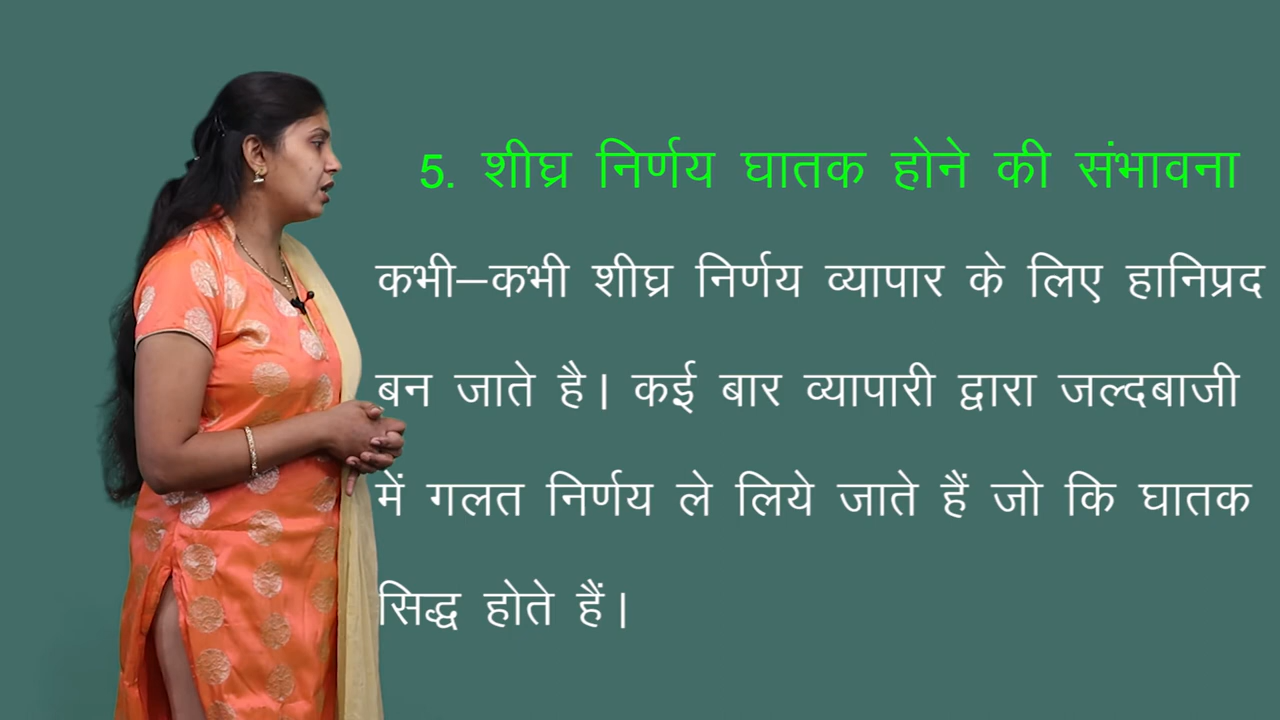 5. शीघ्र निर्णय घातक होने की संभावना
कभी–कभी शीघ्र निर्णय व्यापार के लिए हानिप्रद
बन जाते है। कई बार व्यापारी द्वारा जल्दबाजी
में गलत निर्णय ले लिये जाते हैं जो कि घातक
सिद्ध होते हैं।